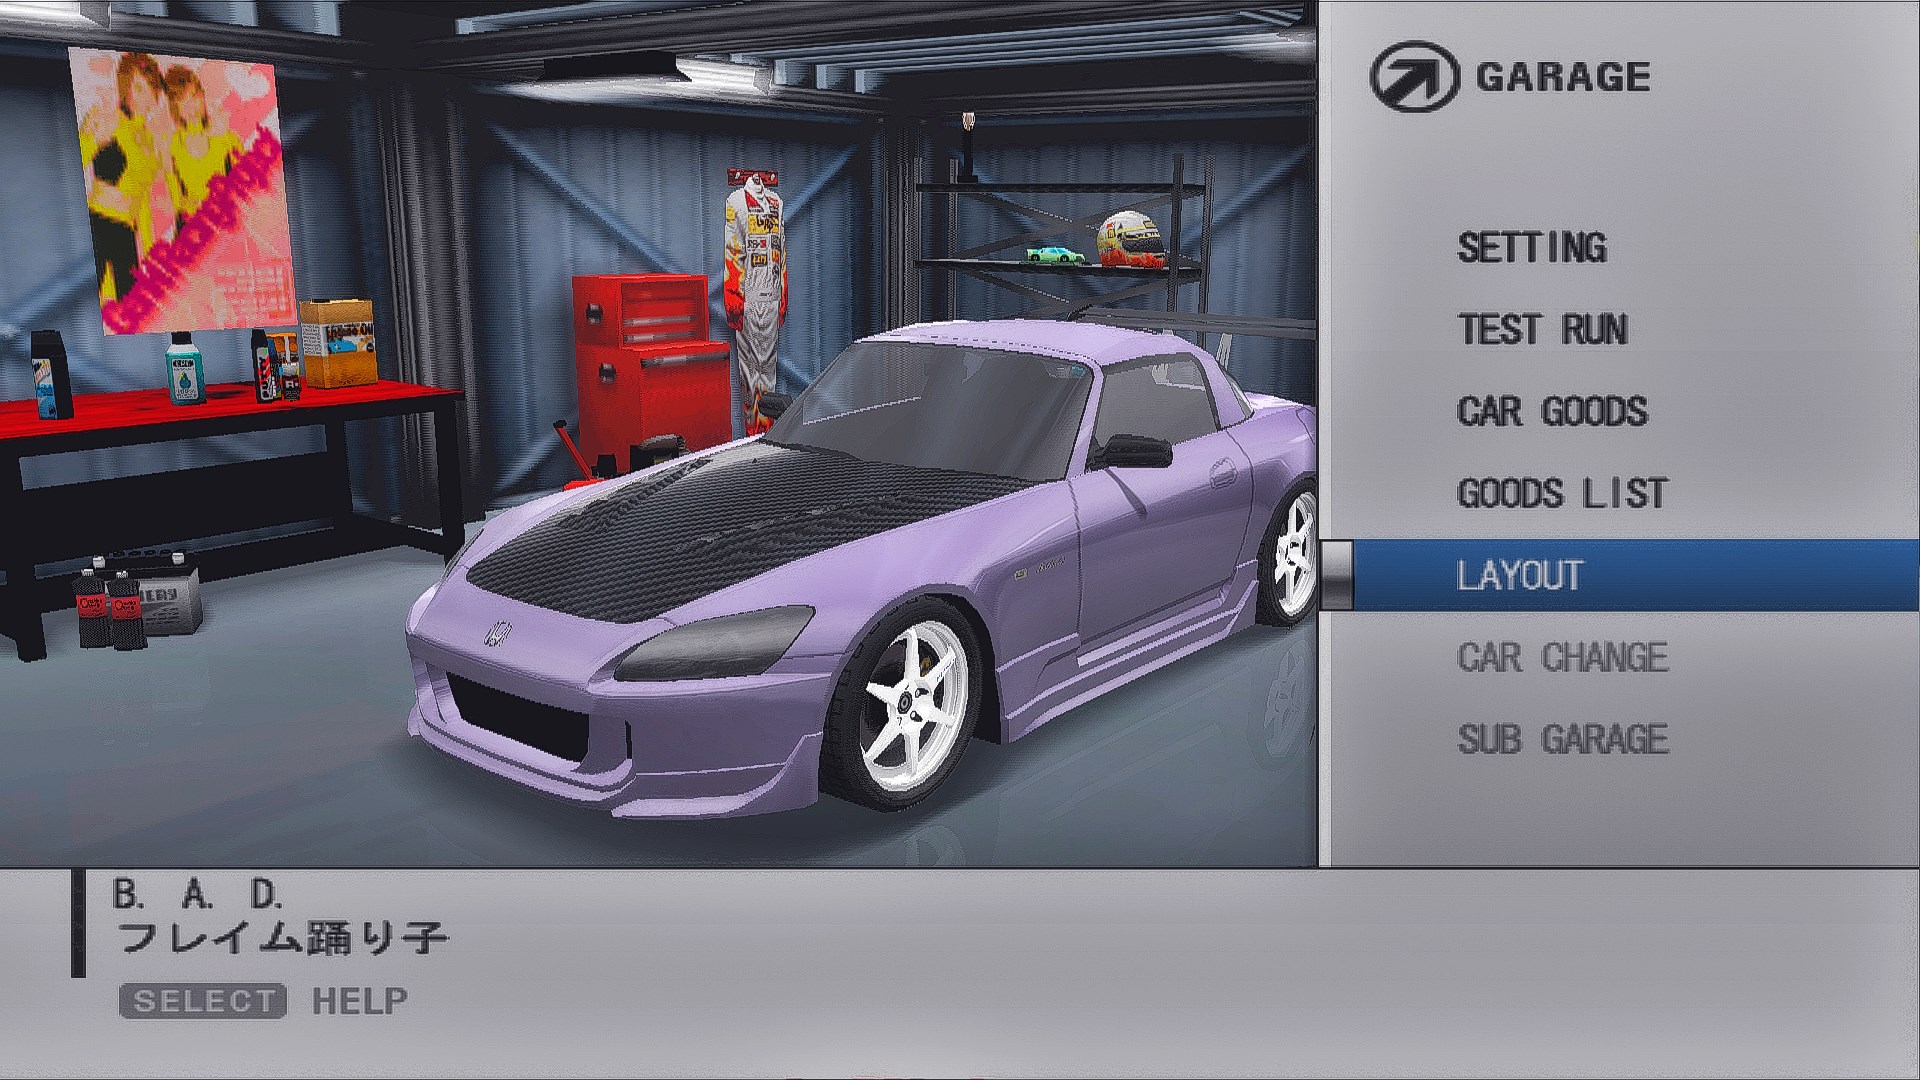 GARAGE
SETTING
TEST RUN
CAR GOODS
GOODS LIST
LAYOUT
CAR CHANGE
SUB GARAGE
B. A. D.
フレイム踊り子
SELECT HELP